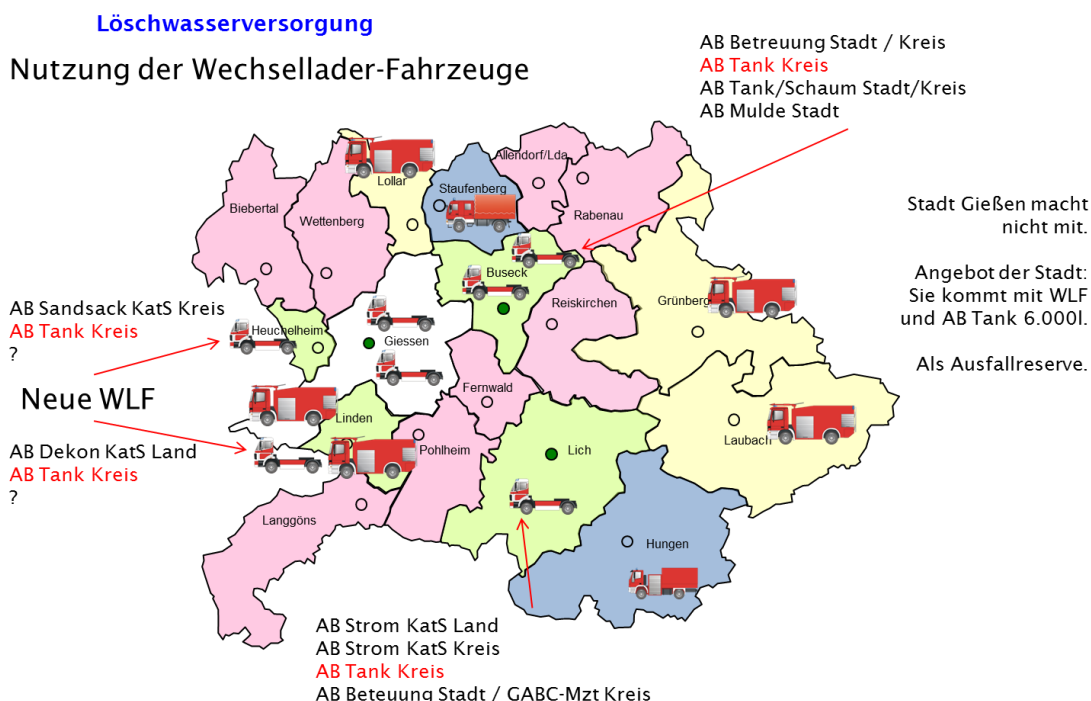 Löschwasserversorgung
Nutzung der Wechsellader-Fahrzeuge
AB Betreuung Stadt / Kreis
AB Tank Kreis
AB Tank/Schaum Stadt/Kreis
AB Mulde Stadt
Stadt Gießen macht
nicht mit.
Angebot der Stadt:
Sie kommt mit WLF
und AB Tank 6.000l.
Als Ausfallreserve.
Allendorf/Lda
Lollar
Staufenberg
Biebertal
Wettenberg
Rabenau
Buseck
Reiskirchen
Grünberg
AB Sandsack KatS Kreis
AB Tank Kreis
?
Heuchelheim
Giessen
Neue WLF
Fernwald
Linden
Pohlheim
Lich
Laubach
AB Dekon KatS Land
AB Tank Kreis
?
Langgöns
Hungen
AB Strom KatS Land
AB Strom KatS Kreis
AB Tank Kreis
AB Beteuung Stadt / GABC-Mzt Kreis